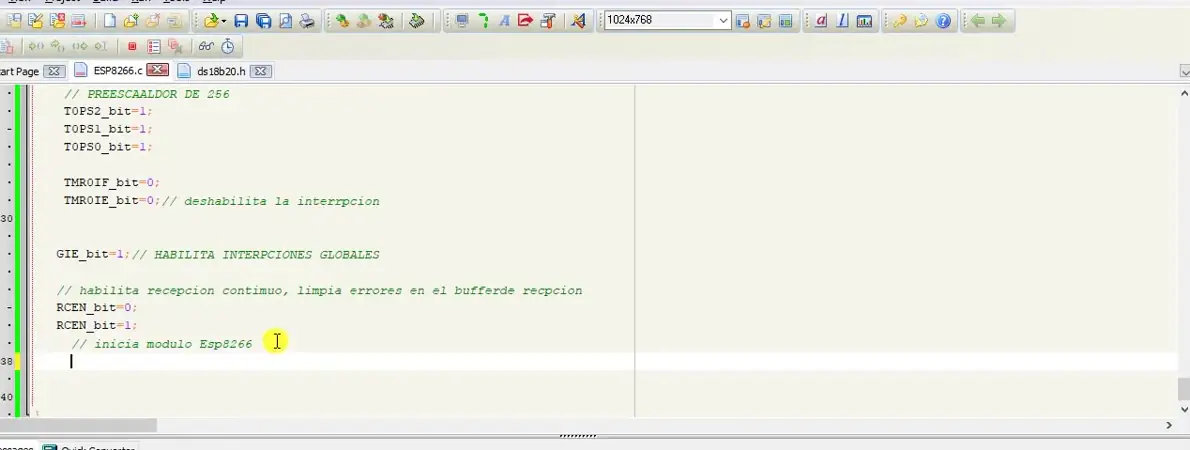 1024x768
art Page
ESP8266.c
ds18b20.h
// PREESCAALDOR DE 256
T0PS2_bit=1;
T0PS1_bit=1;
T0PS0_bit=1;
TMR0IF_bit=0;
TMR0IE_bit=0;// deshabilita la interrpcion
30
GIE_bit=1;// HABILITA INTERPCIONES GLOBALES
// habilita recepcion contimuo, limpia errores en el bufferde recpcion
RCEN_bit=0;
RCEN_bit=1;
// inicia modulo Esp8266
38
40